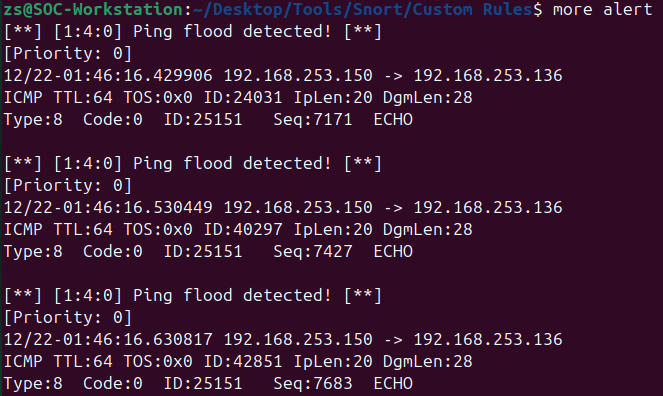 zs@SOC-Workstation:~/Desktop/Tools/Snort/Custom Rules$ more alert
[**] [1:4:0] Ping flood detected! [**]
[Priority: 0]
12/22-01:46:16.429906 192.168.253.150 -> 192.168.253.136
ICMP TTL:64 TOS:0x0 ID:24031 IpLen:20 DgmLen:28
Type:8  Code:0  ID:25151   Seq:7171  ECHO

[**] [1:4:0] Ping flood detected! [**]
[Priority: 0]
12/22-01:46:16.530449 192.168.253.150 -> 192.168.253.136
ICMP TTL:64 TOS:0x0 ID:40297 IpLen:20 DgmLen:28
Type:8  Code:0  ID:25151   Seq:7427  ECHO

[**] [1:4:0] Ping flood detected! [**]
[Priority: 0]
12/22-01:46:16.630817 192.168.253.150 -> 192.168.253.136
ICMP TTL:64 TOS:0x0 ID:42851 IpLen:20 DgmLen:28
Type:8  Code:0  ID:25151   Seq:7683  ECHO